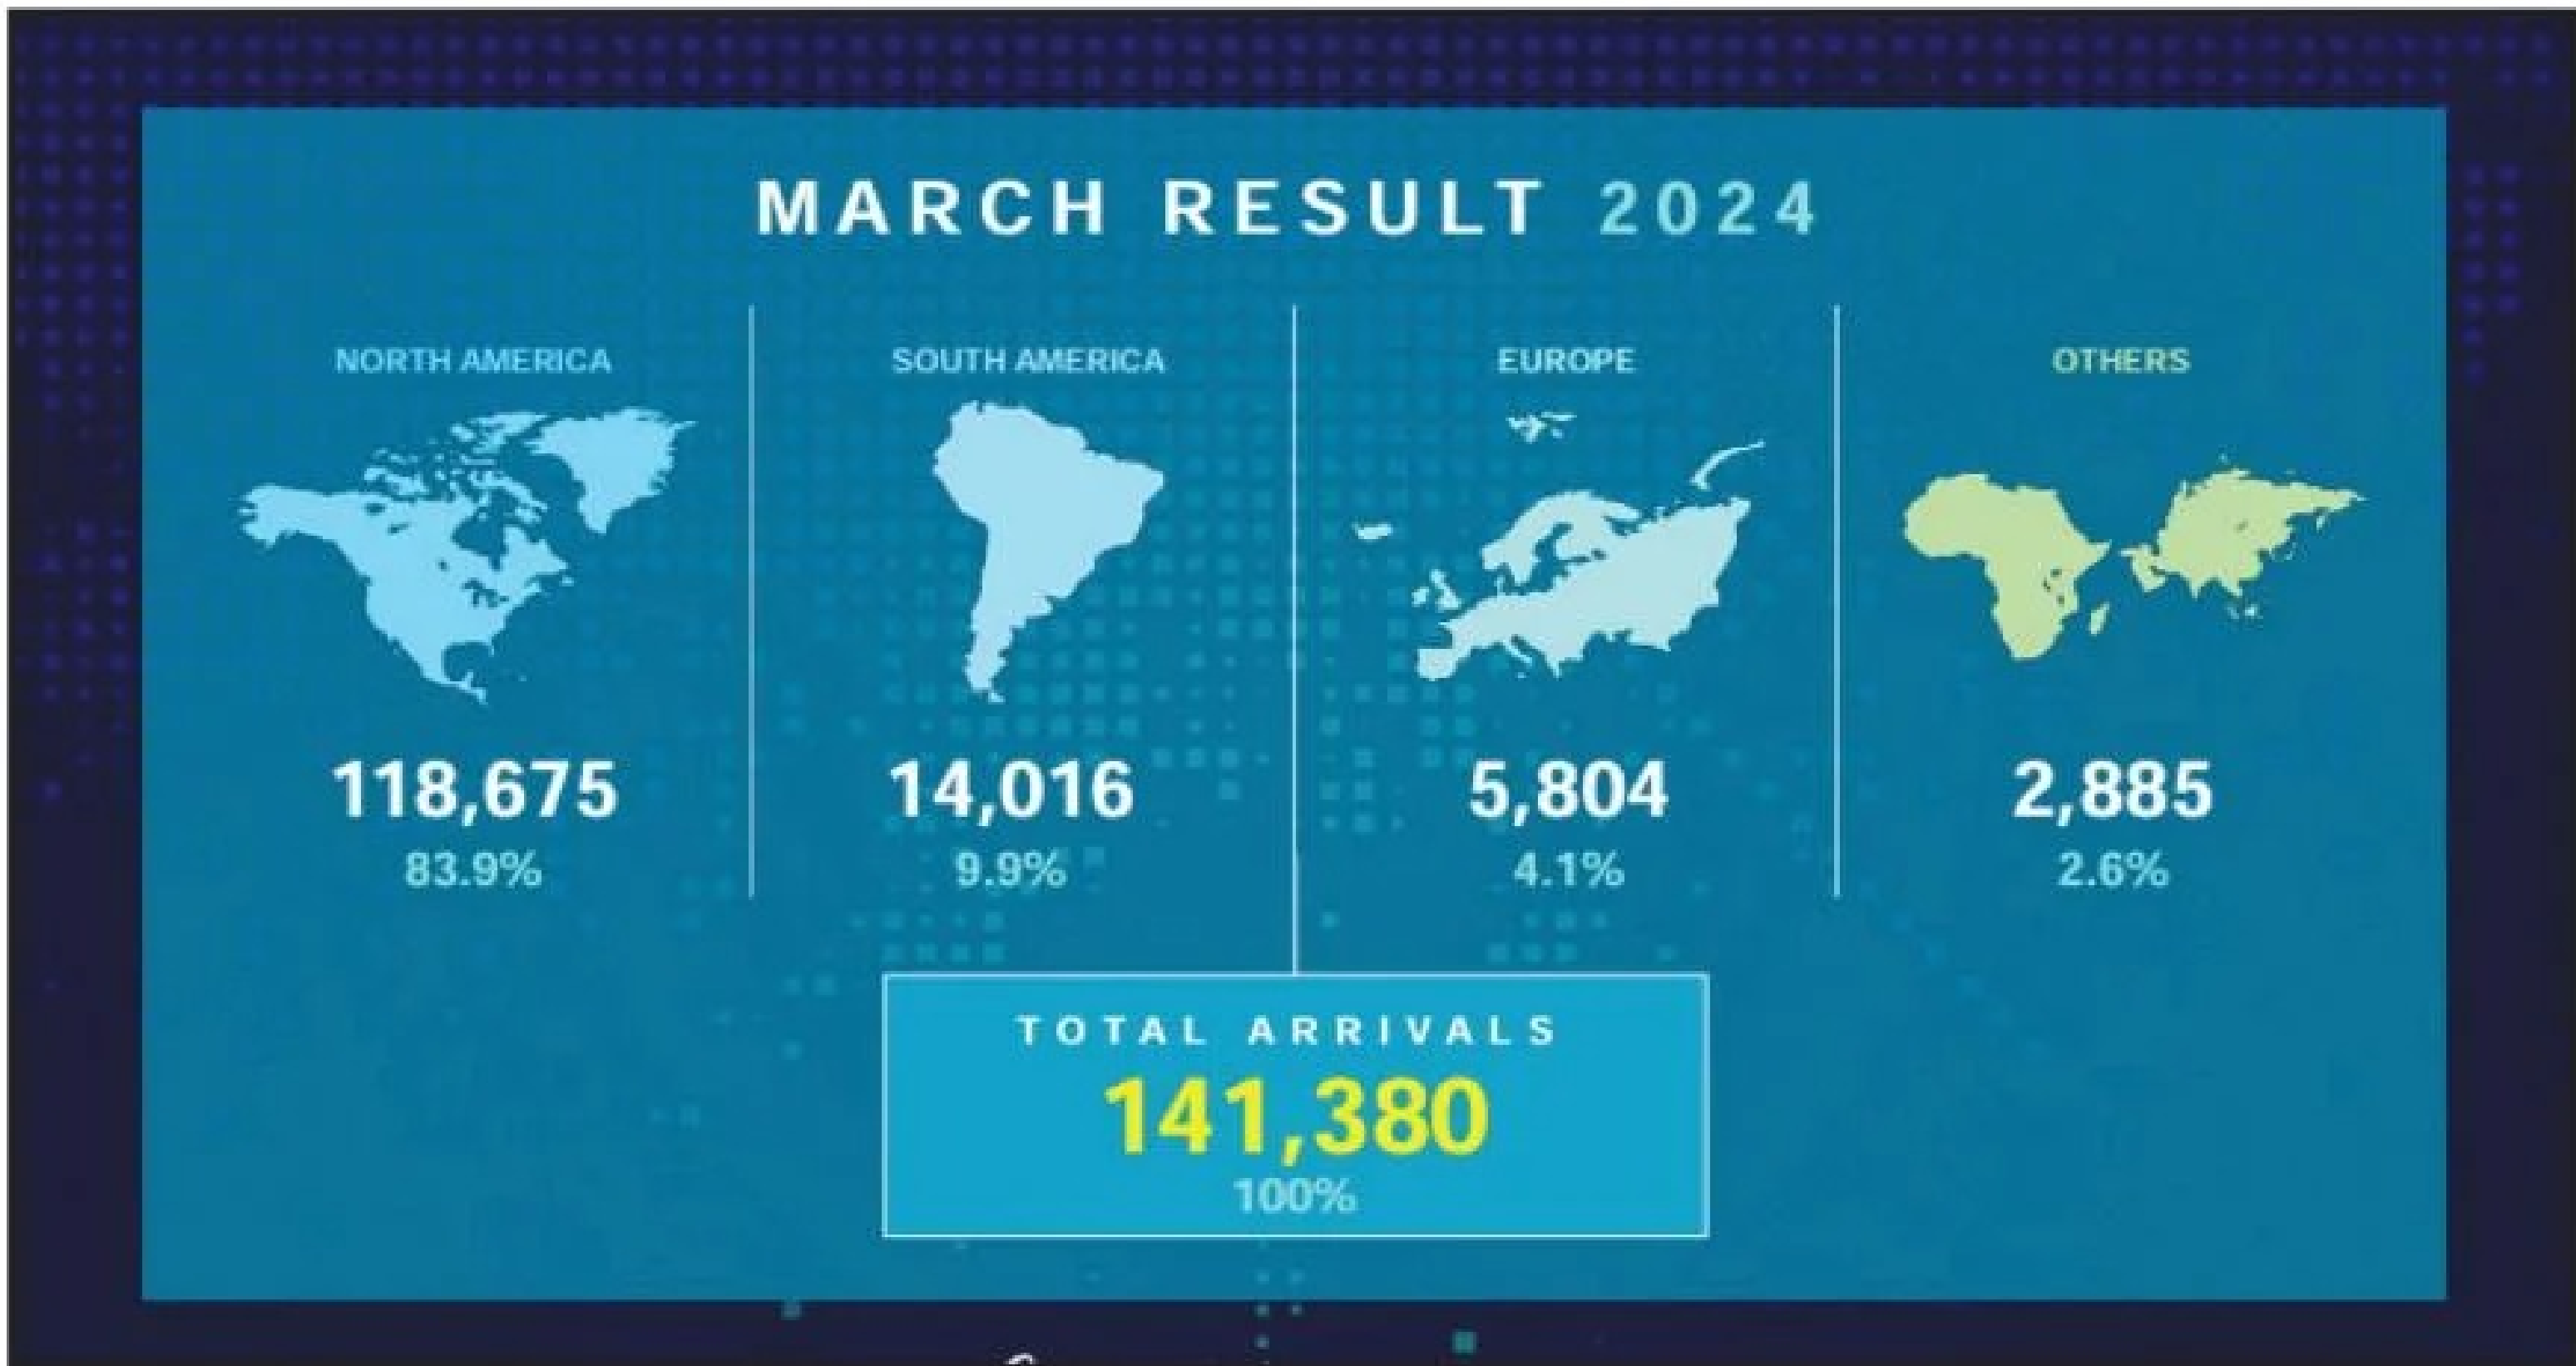 MARCH RESULT 2024
NORTH AMERICA
SOUTH AMERICA
EUROPE
OTHERS
118,675
14,016
5,804
2,885
83.9%
9.9%
4.1%
2.6%
TOTAL ARRIVALS
141,380
100%